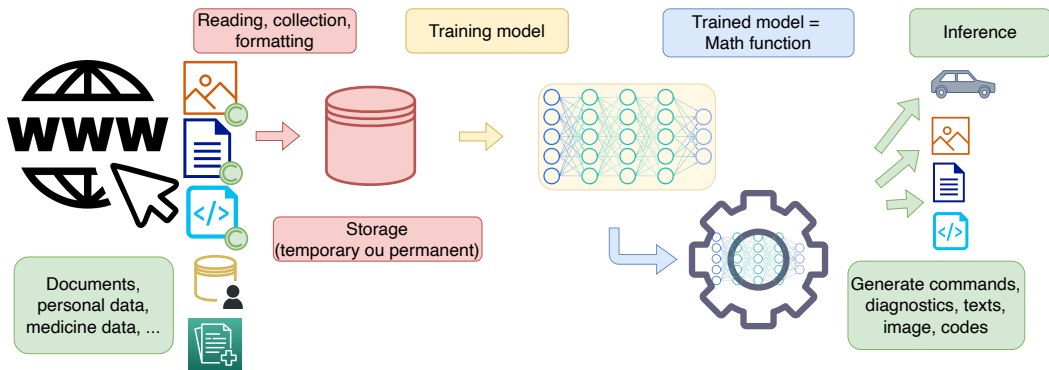 Reading, collection,
formatting
Training model
Trained model =
Math function
Inference
WWW
C
C
</>
C
</>
Storage
(temporary ou permanent)
Documents,
personal data,
medicine data, ...
Generate commands,
diagnostics, texts,
image, codes